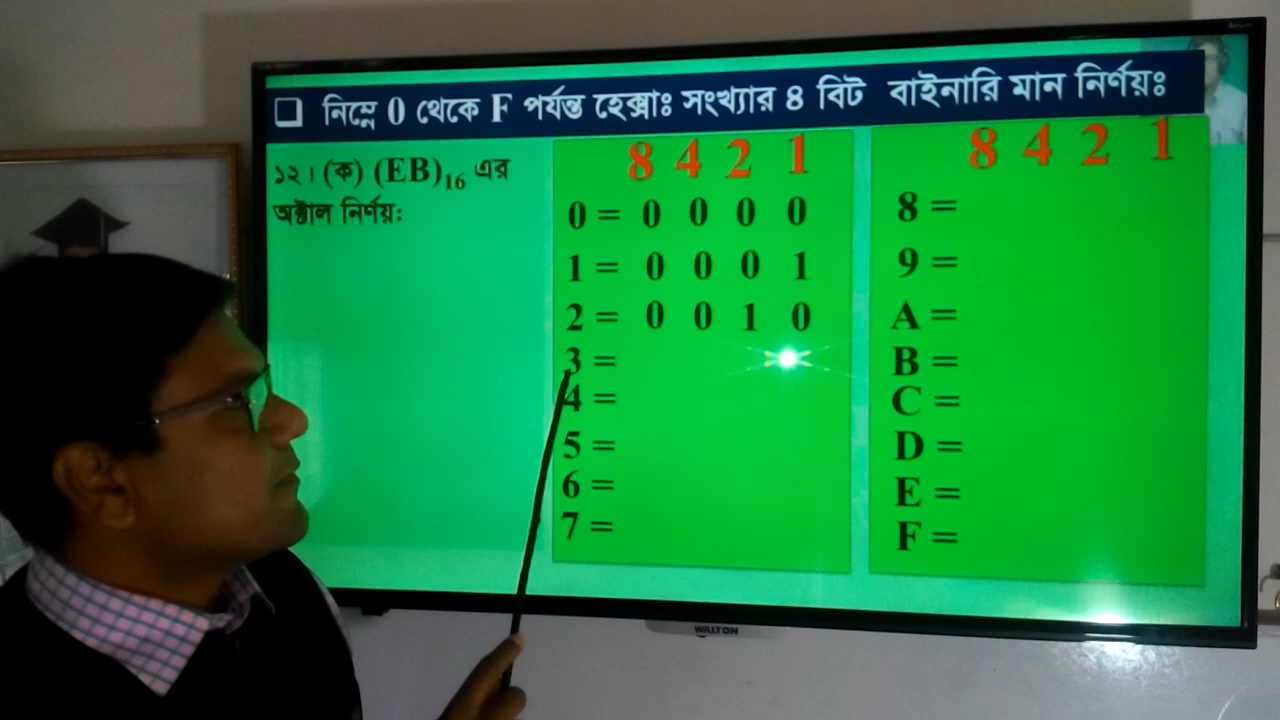 ❑ নিম্নে 0 থেকে F পর্যন্ত হেক্সাঃ সংখ্যার ৪ বিট বাইনারি মান নির্ণয়ঃ
১২। (ক) (EB)₁₆ এর
অক্টাল নির্ণয়:
8 4 2 1
0 = 0 0 0 0
1 = 0 0 0 1
2 = 0 0 1 0
3 =
4 =
5 =
6 =
7 =
8 4 2 1
8 =
9 =
A =
B =
C =
D =
E =
F =
WALTON